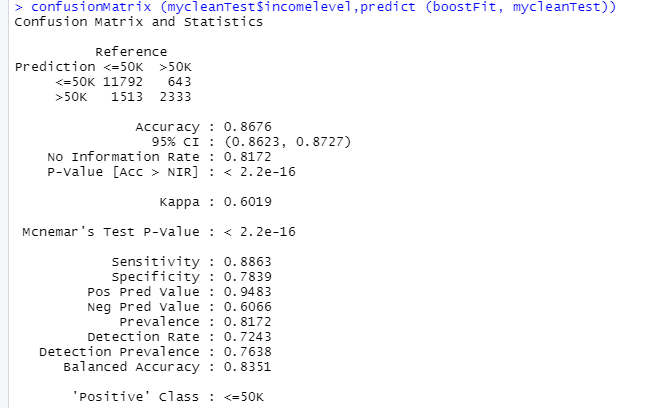 > confusionMatrix (mycleanTest$incomelevel,predict (boostFit, mycleanTest))
Confusion Matrix and Statistics

          Reference
Prediction <=50K  >50K
     <=50K 11792   643
     >50K   1513  2333

               Accuracy : 0.8676
                 95% CI : (0.8623, 0.8727)
    No Information Rate : 0.8172
    P-Value [Acc > NIR] : < 2.2e-16

                  Kappa : 0.6019

 Mcnemar's Test P-Value : < 2.2e-16

            Sensitivity : 0.8863
            Specificity : 0.7839
         Pos Pred Value : 0.9483
         Neg Pred Value : 0.6066
             Prevalence : 0.8172
         Detection Rate : 0.7243
   Detection Prevalence : 0.7638
      Balanced Accuracy : 0.8351

       'Positive' Class : <=50K